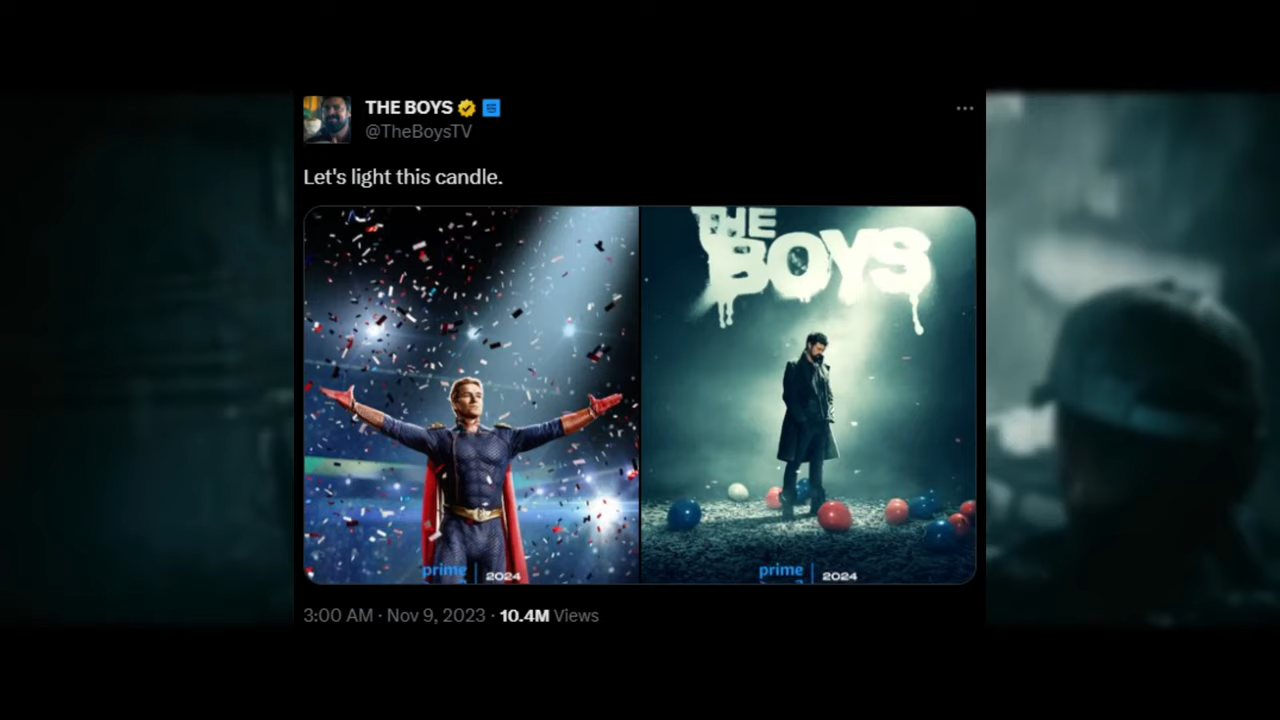 THE BOYS
@TheBoysTV
Let's light this candle.
THE
BOYS
prime
2024
prime
2024
3:00 AM · Nov 9, 2023 · 10.4M Views